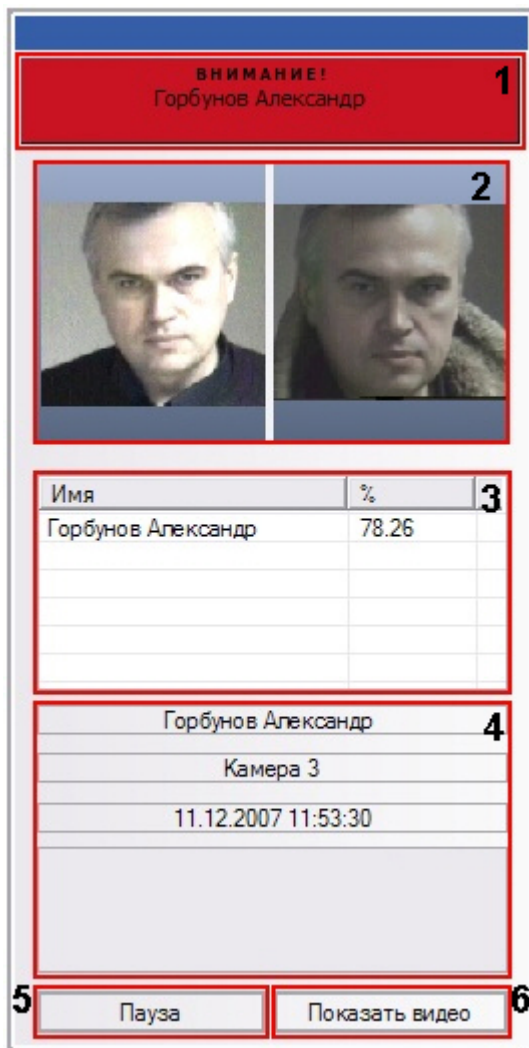 ВНИМАНИЕ! 1
Горбунов Александр
2
Имя % 3
Горбунов Александр 78.26
Горбунов Александр 4
Камера 3
11.12.2007 11:53:30
5 Пауза Показать видео 6